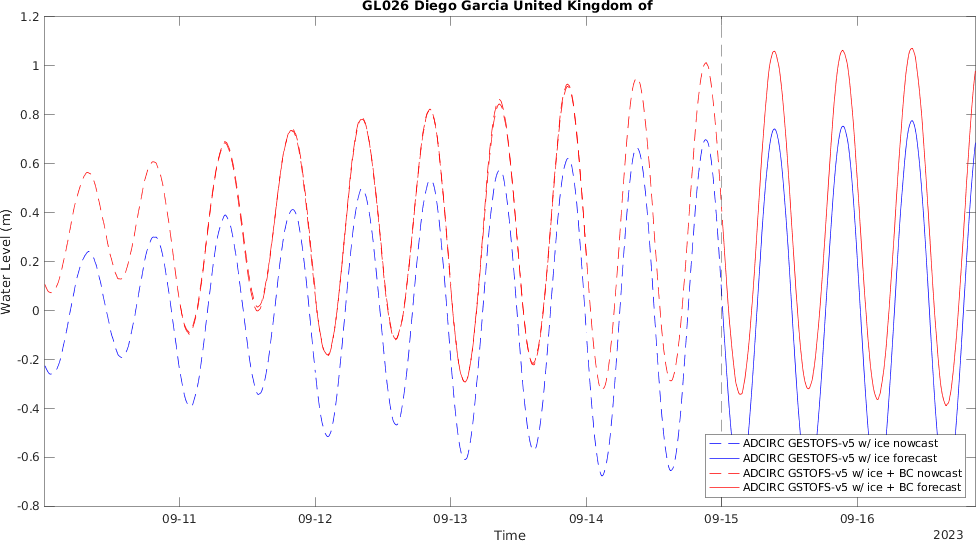 GL026 Diego Garcia United Kingdom of
1.2
1
0.8
0.6
0.4
0.2
0
-0.2
-0.4
-0.6
-0.8
Water Level (m)
ADCIRC GESTOFS-v5 w/ ice nowcast
ADCIRC GESTOFS-v5 w/ ice forecast
ADCIRC GSTOFS-v5 w/ ice + BC nowcast
ADCIRC GSTOFS-v5 w/ ice + BC forecast
09-11 09-12 09-13 09-14 09-15 09-16
Time
2023